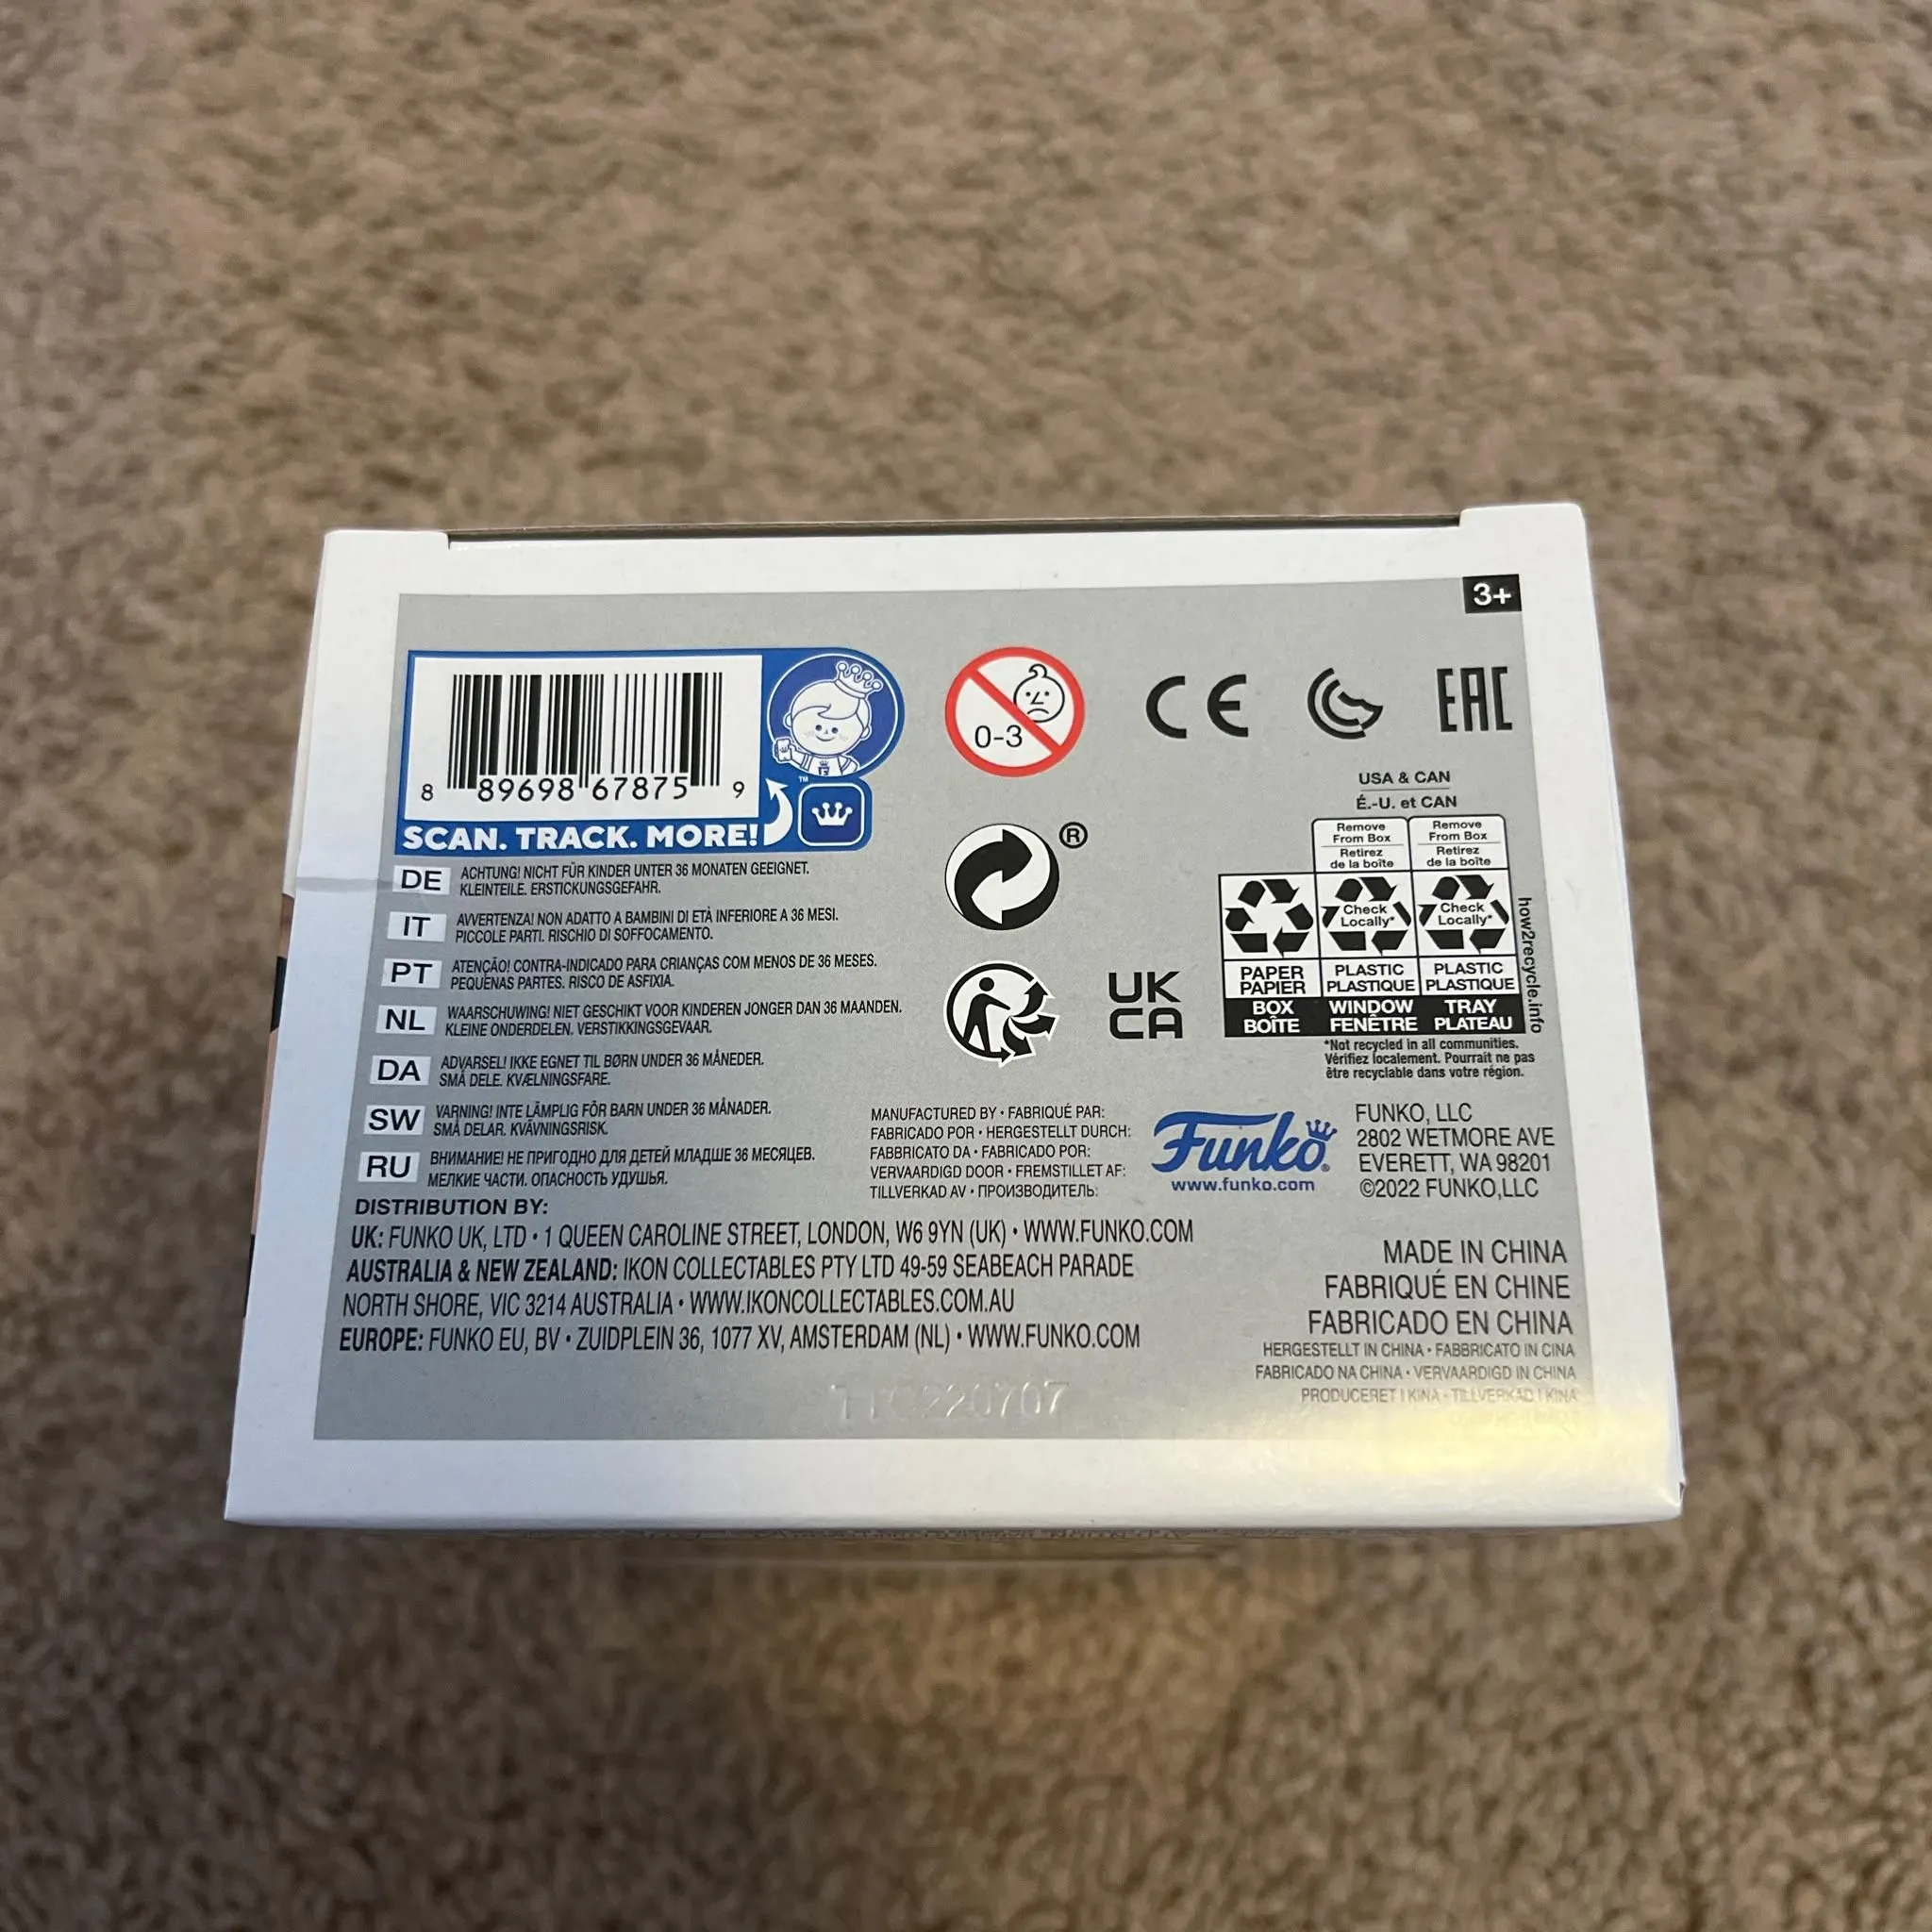 3+
8 89698 67875 9
SCAN. TRACK. MORE!
TM
0-3
CE
EAC
DE ACHTUNG! NICHT FÜR KINDER UNTER 36 MONATEN GEEIGNET.
KLEINTEILE. ERSTICKUNGSGEFAHR.
IT AVVERTENZA! NON ADATTO A BAMBINI DI ETÀ INFERIORE A 36 MESI.
PICCOLE PARTI. RISCHIO DI SOFFOCAMENTO.
PT ATENÇÃO! CONTRA-INDICADO PARA CRIANÇAS COM MENOS DE 36 MESES.
PEQUENAS PARTES. RISCO DE ASFIXIA.
NL WAARSCHUWING! NIET GESCHIKT VOOR KINDEREN JONGER DAN 36 MAANDEN.
KLEINE ONDERDELEN. VERSTIKKINGSGEVAAR.
DA ADVARSEL! IKKE EGNET TIL BØRN UNDER 36 MÅNEDER.
SMÅ DELE. KVÆLNINGSFARE.
SW VARNING! INTE LÄMPLIG FÖR BARN UNDER 36 MÅNADER.
SMÅ DELAR. KVÄVNINGSRISK.
RU ВНИМАНИЕ! НЕ ПРИГОДНО ДЛЯ ДЕТЕЙ МЛАДШЕ 36 МЕСЯЦЕВ.
МЕЛКИЕ ЧАСТИ. ОПАСНОСТЬ УДУШЬЯ.
®
UK
CA
USA & CAN
É.-U. et CAN
Remove
From Box
Retirez
de la boîte
Remove
From Box
Retirez
de la boîte
Check
Locally*
Check
Locally*
PAPER
PAPIER
PLASTIC
PLASTIQUE
PLASTIC
PLASTIQUE
BOX
BOÎTE
WINDOW
FENÊTRE
TRAY
PLATEAU
how2recycle.info
*Not recycled in all communities.
Vérifiez localement. Pourrait ne pas
être recyclable dans votre région.
MANUFACTURED BY • FABRIQUÉ PAR:
FABRICADO POR • HERGESTELLT DURCH:
FABBRICATO DA • FABRICADO POR:
VERVAARDIGD DOOR • FREMSTILLET AF:
TILLVERKAD AV • ПРОИЗВОДИТЕЛЬ:
Funko®
www.funko.com
FUNKO, LLC
2802 WETMORE AVE
EVERETT, WA 98201
©2022 FUNKO,LLC
DISTRIBUTION BY:
UK: FUNKO UK, LTD • 1 QUEEN CAROLINE STREET, LONDON, W6 9YN (UK) • WWW.FUNKO.COM
AUSTRALIA & NEW ZEALAND: IKON COLLECTABLES PTY LTD 49-59 SEABEACH PARADE
NORTH SHORE, VIC 3214 AUSTRALIA • WWW.IKONCOLLECTABLES.COM.AU
EUROPE: FUNKO EU, BV • ZUIDPLEIN 36, 1077 XV, AMSTERDAM (NL) • WWW.FUNKO.COM
MADE IN CHINA
FABRIQUÉ EN CHINE
FABRICADO EN CHINA
HERGESTELLT IN CHINA • FABBRICATO IN CINA
FABRICADO NA CHINA • VERVAARDIGD IN CHINA
PRODUCERET I KINA • TILLVERKAD I KINA